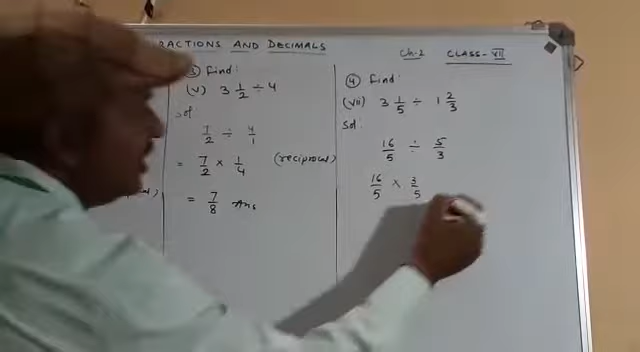 RACTIONS AND DECIMALS
Ch-2 CLASS-VII
③ Find:
(v) 3 1/2 ÷ 4
Sol
7/2 ÷ 4/1
= 7/2 × 1/4 (reciprocal)
= 7/8 Ans
④ Find:
(vii) 3 1/5 ÷ 1 2/3
Sol:
16/5 ÷ 5/3
16/5 × 3/5